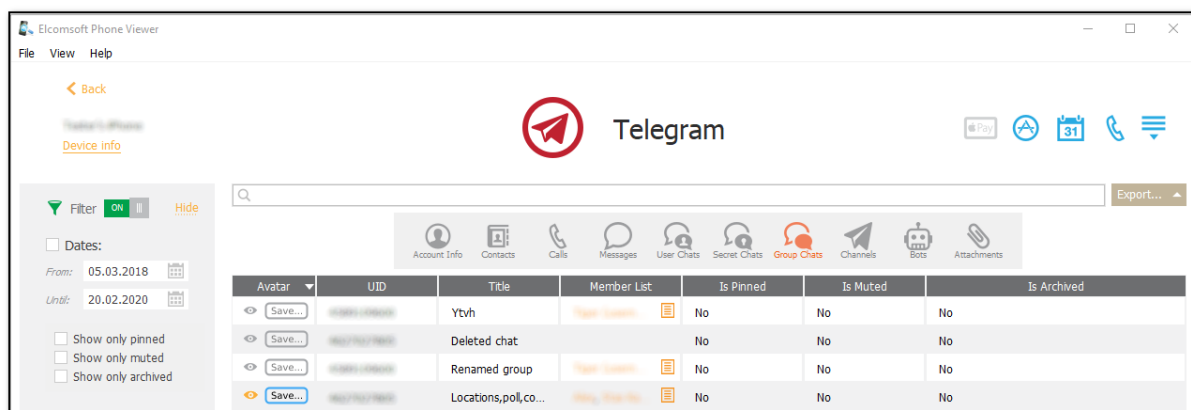 Elcomsoft Phone Viewer
File View Help
Back
Device info
Telegram
Pay
31
Filter ON Hide
Export...
Dates:
From: 05.03.2018
Until: 20.02.2020
Show only pinned
Show only muted
Show only archived
Account Info Contacts Calls Messages User Chats Secret Chats Group Chats Channels Bots Attachments
Avatar UID Title Member List Is Pinned Is Muted Is Archived
Save... Ytvh No No No
Save... Deleted chat No No No
Save... Renamed group No No No
Save... Locations,poll,co... No No No